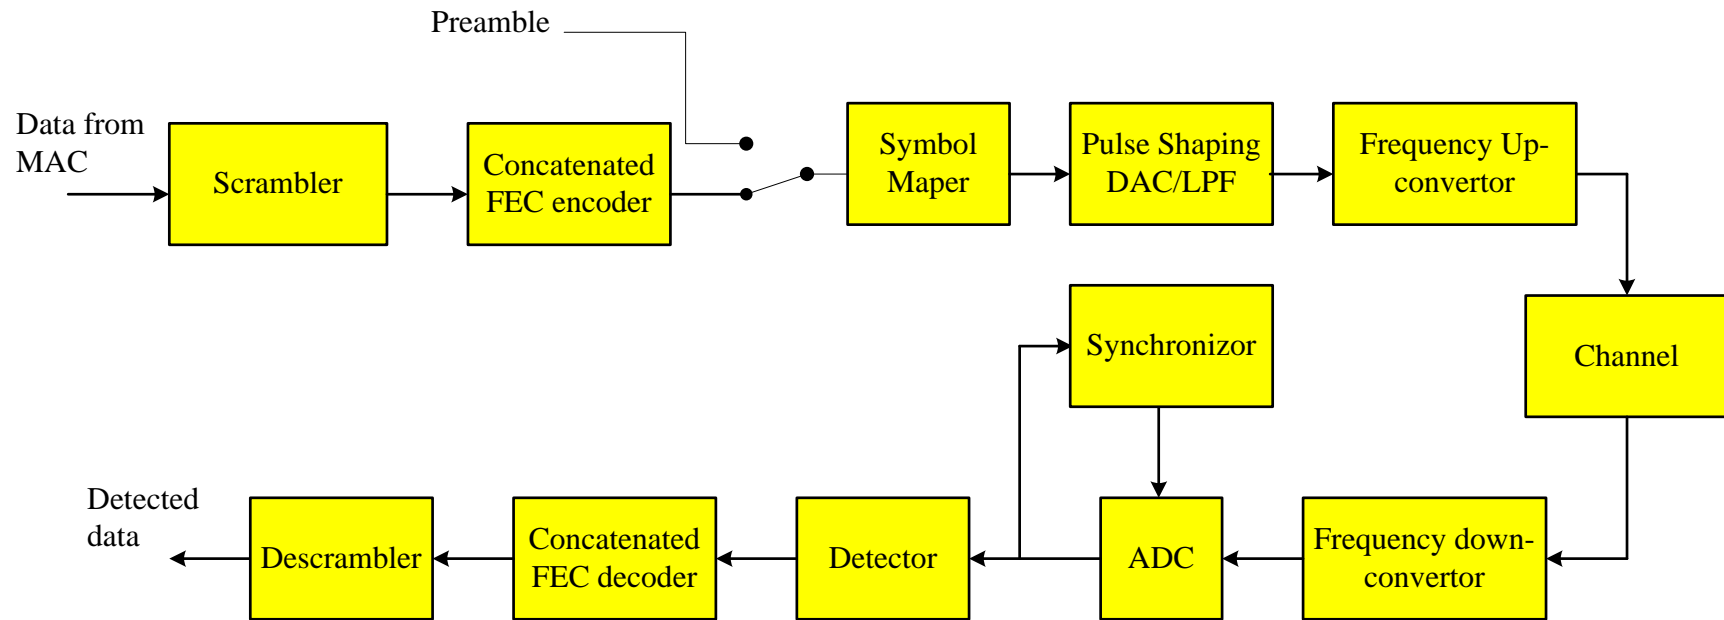 Preamble
Data from
MAC
Scrambler
Concatenated
FEC encoder
Symbol
Maper
Pulse Shaping
DAC/LPF
Frequency Up-
convertor
Synchronizor
Channel
Detected
data
Descrambler
Concatenated
FEC decoder
Detector
ADC
Frequency down-
convertor